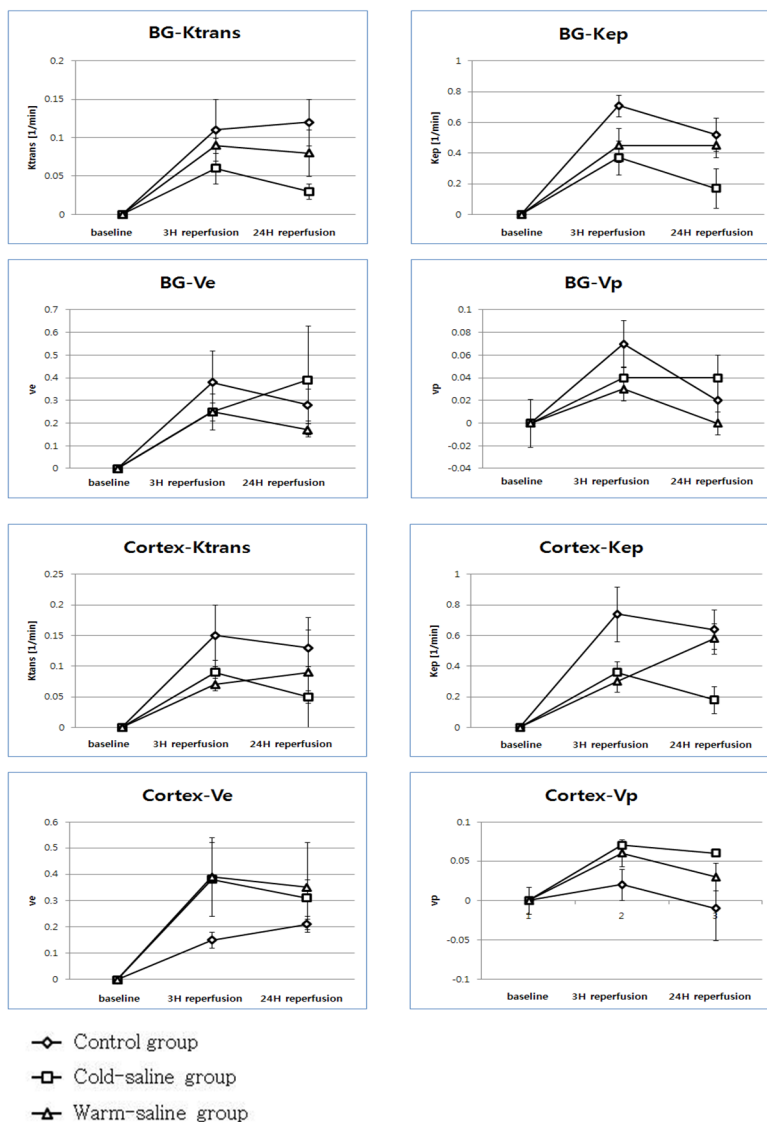 BG-Ktrans
Ktrans [1/min]
0.2
0.15
0.1
0.05
0
baseline 3H reperfusion 24H reperfusion
BG-Kep
Kep [1/min]
1
0.8
0.6
0.4
0.2
0
baseline 3H reperfusion 24H reperfusion
BG-Ve
ve
0.7
0.6
0.5
0.4
0.3
0.2
0.1
0
baseline 3H reperfusion 24H reperfusion
BG-Vp
vp
0.1
0.08
0.06
0.04
0.02
0
-0.02
-0.04
baseline 3H reperfusion 24H reperfusion
Cortex-Ktrans
Ktans [1/min]
0.25
0.2
0.15
0.1
0.05
0
baseline 3H reperfusion 24H reperfusion
Cortex-Kep
Kep [1/min]
1
0.8
0.6
0.4
0.2
0
baseline 3H reperfusion 24H reperfusion
Cortex-Ve
ve
0.6
0.5
0.4
0.3
0.2
0.1
0
baseline 3H reperfusion 24H reperfusion
Cortex-Vp
vp
0.1
0.05
0
-0.05
-0.1
2 3
baseline 3H reperfusion 24H reperfusion
Control group
Cold-saline group
Warm-saline group